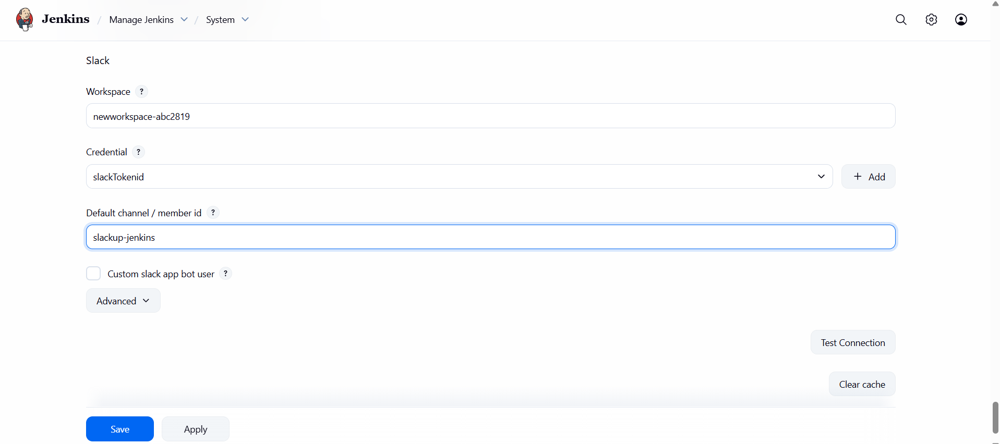 Jenkins / Manage Jenkins / System
Slack
Workspace ?
newworkspace-abc2819
Credential ?
slackTokenid
+ Add
Default channel / member id ?
slackup-jenkins
Custom slack app bot user ?
Advanced
Test Connection
Clear cache
Save Apply